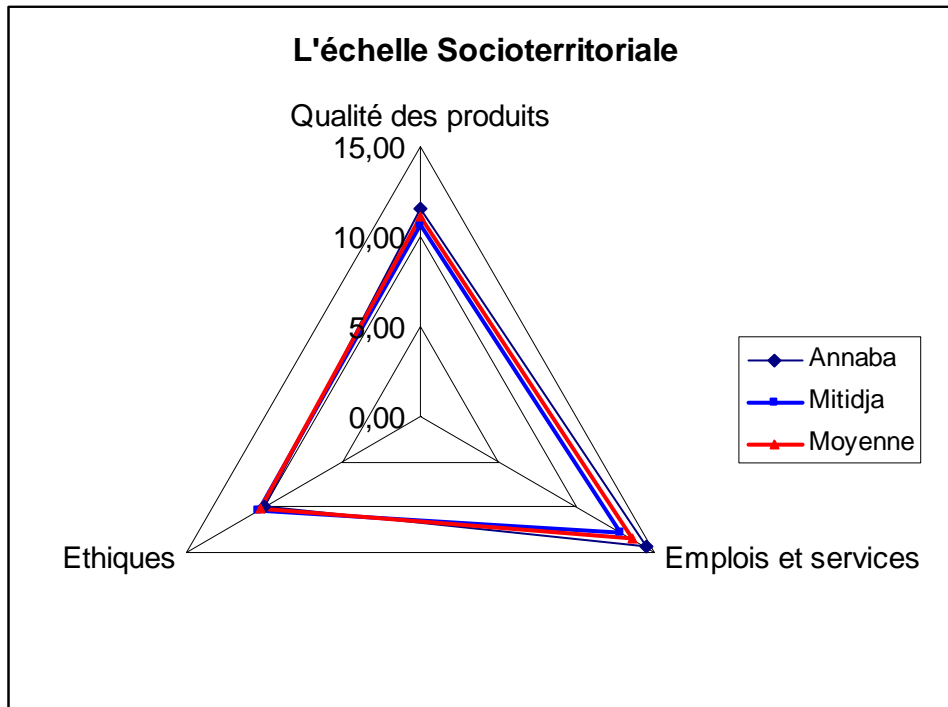 L'échelle Socioterritoriale
Qualité des produits
15,00
10,00
5,00
0,00
Annaba
Mitidja
Moyenne
Ethiques
Emplois et services